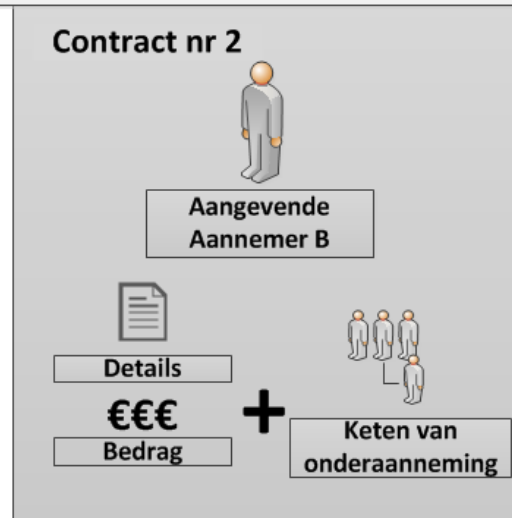 Contract nr 2
Aangevende
Aannemer B
Details
€€€
Bedrag
+
Keten van
onderaanneming